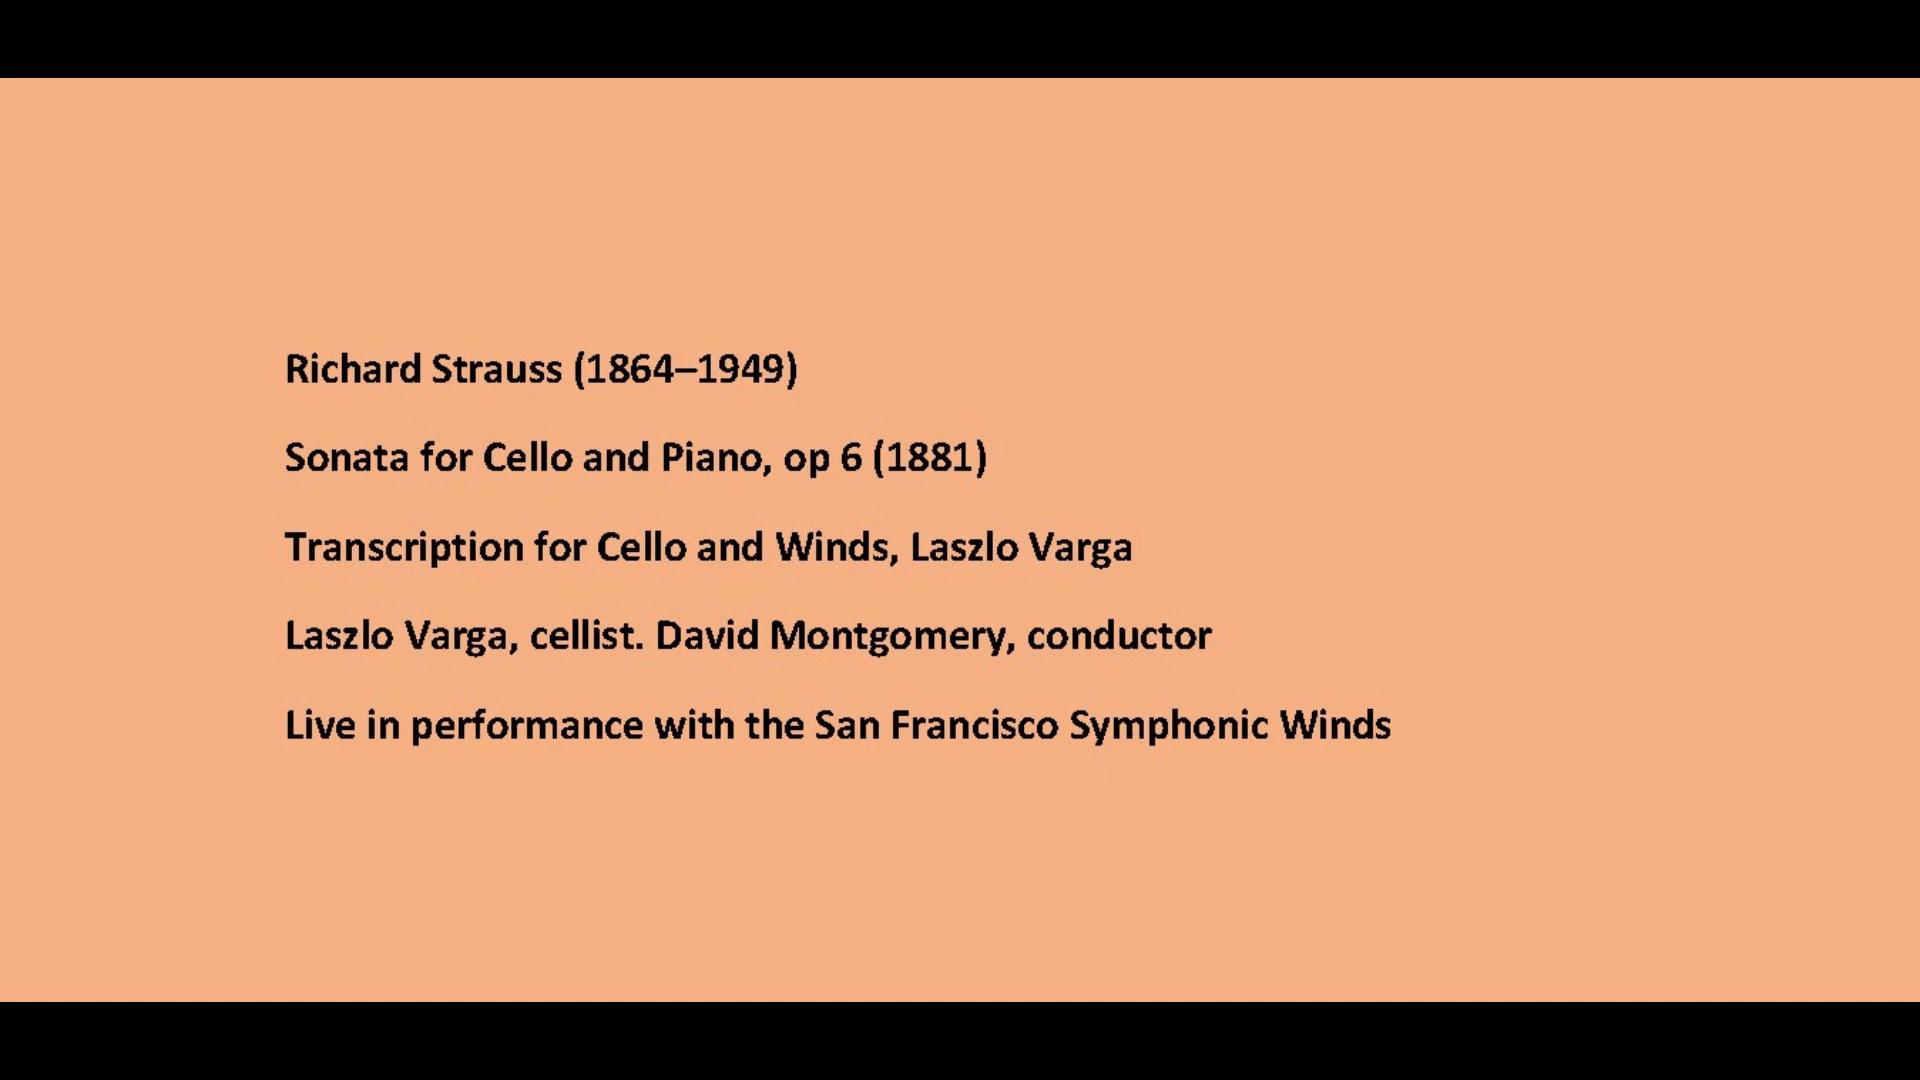 Richard Strauss (1864–1949)
Sonata for Cello and Piano, op 6 (1881)
Transcription for Cello and Winds, Laszlo Varga
Laszlo Varga, cellist. David Montgomery, conductor
Live in performance with the San Francisco Symphonic Winds